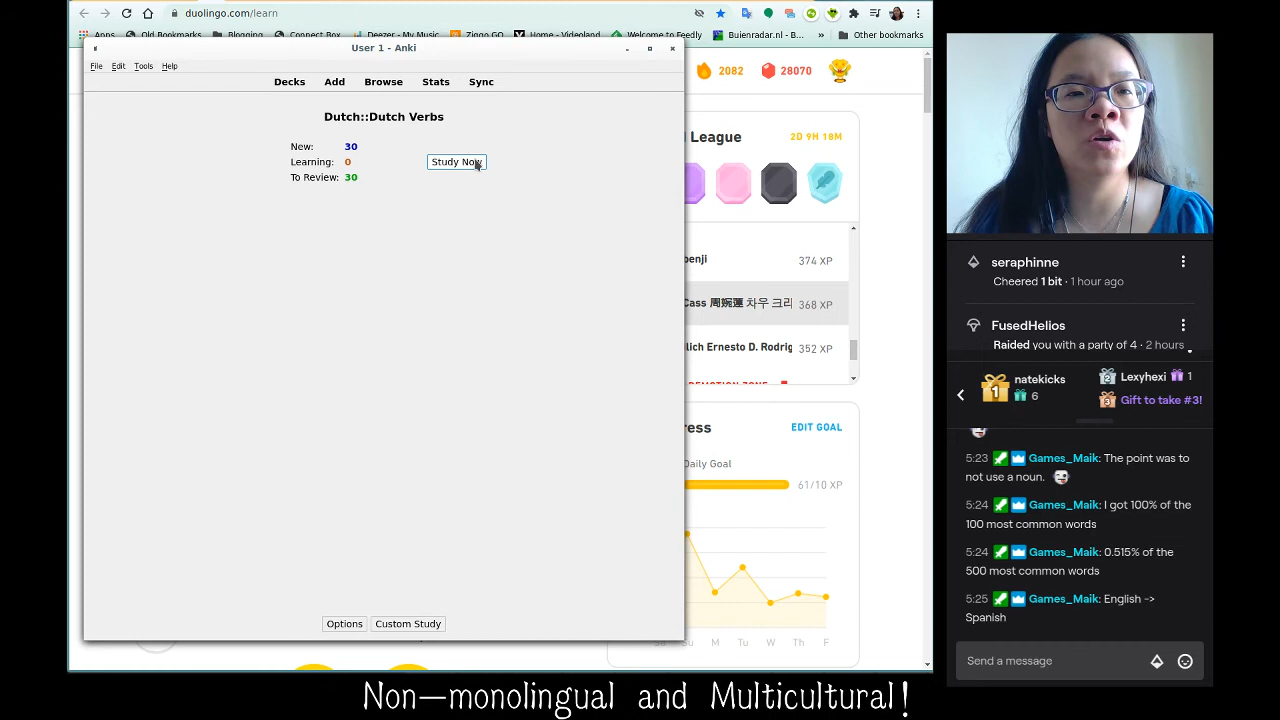 duolingo.com/learn
Apps
Old Bookmarks
Blogging
Connect Box
Deezer - My Music
Ziggo GO
Home - Videoland
Welcome to Feedly
Buienradar.nl - B...
»
Other bookmarks
User 1 - Anki
File Edit Tools Help
Decks Add Browse Stats Sync
Dutch::Dutch Verbs
New: 30
Learning: 0
To Review: 30
Study Now
Options
Custom Study
2082
28070
League
2D 9H 18M
enji
374 XP
Cass 周婉蓮 차우 크리
368 XP
lich Ernesto D. Rodrig
352 XP
EDIT GOAL
Daily Goal
61/10 XP
Su M Tu W Th F
seraphinne
Cheered 1 bit · 1 hour ago
FusedHelios
Raided you with a party of 4 · 2 hours
1
natekicks
6
2 Lexyhexi 1
Gift to take #3!
5:23 Games_Maik: The point was to
not use a noun.
5:24 Games_Maik: I got 100% of the
100 most common words
5:24 Games_Maik: 0.515% of the
500 most common words
5:25 Games_Maik: English ->
Spanish
Send a message
Non-monolingual and Multicultural!